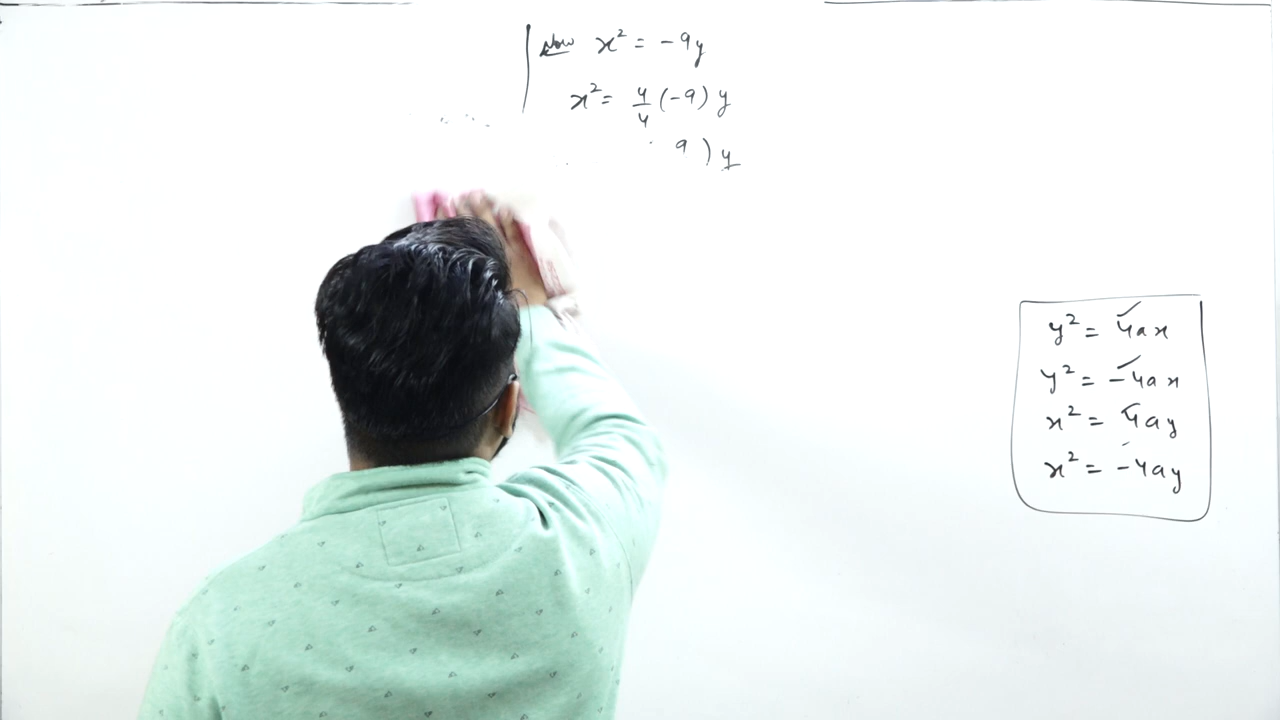 Now x² = -9y
x² = 4/4 (-9) y
9 ) y
y² = 4ax
y² = -4ax
x² = 4ay
x² = -4ay